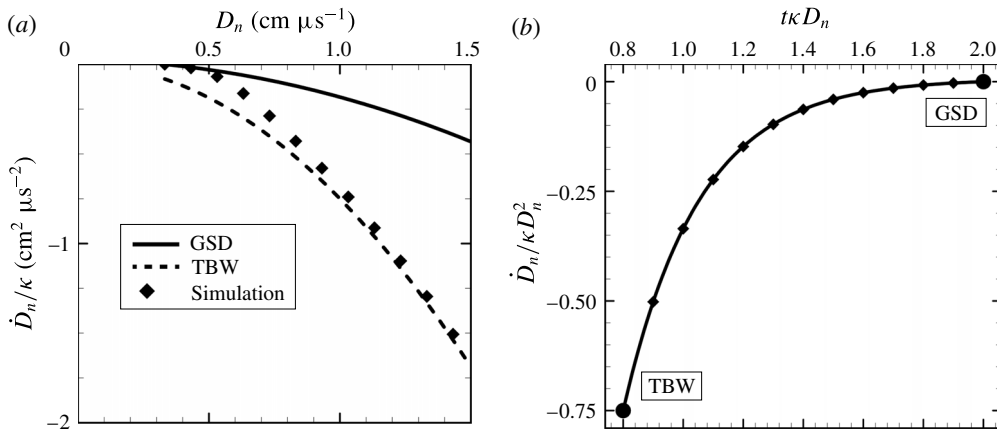 (a)
D_n (cm μs⁻¹)
0 0.5 1.0 1.5
Ḋ_n/κ (cm² μs⁻²)
−1
−2
GSD
TBW
Simulation
(b)
tκD_n
0.8 1.0 1.2 1.4 1.6 1.8 2.0
Ḋ_n/κD_n²
0
−0.25
−0.50
−0.75
GSD
TBW